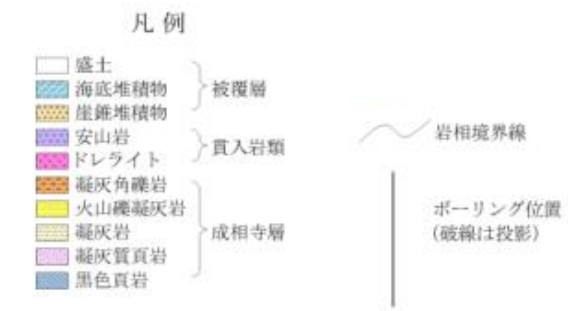 凡例
盛土
海底堆積物
崖錐堆積物
被覆層
安山岩
ドレライト
貫入岩類
凝灰角礫岩
火山礫凝灰岩
凝灰岩
凝灰質頁岩
黒色頁岩
成相寺層
岩相境界線
ボーリング位置
(破線は投影)